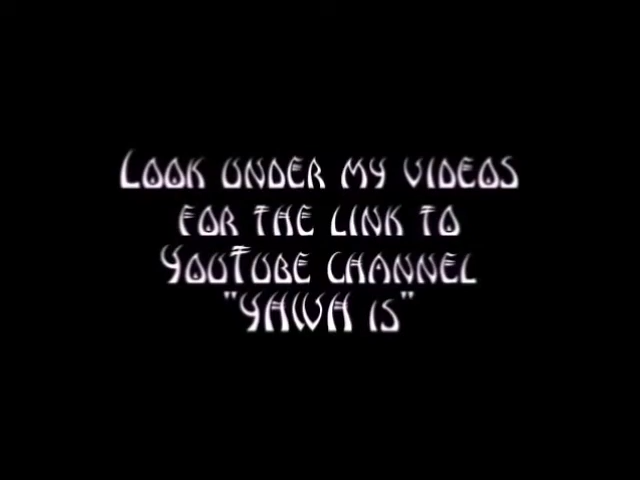 Look under my videos
for the link to
YouTube channel
"YHWH is"